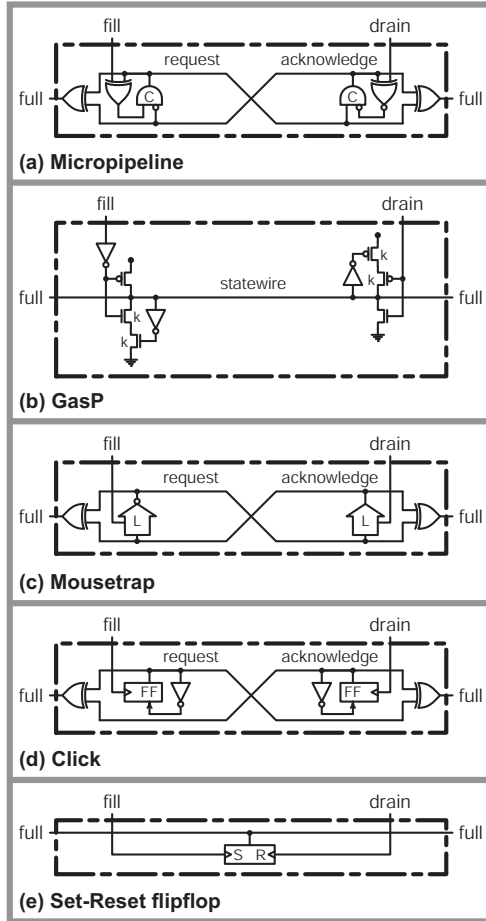 fill drain
request acknowledge
full full
C C
(a) Micropipeline
fill drain
k
full statewire full
k k
k
(b) GasP
fill drain
request acknowledge
full L L full
(c) Mousetrap
fill drain
request acknowledge
full FF FF full
(d) Click
fill drain
full full
S R
(e) Set-Reset flipflop